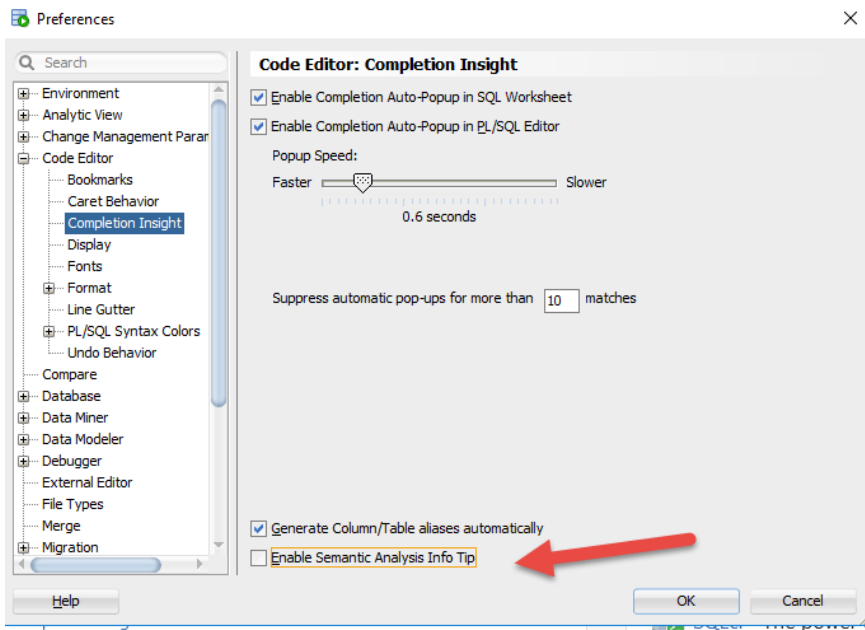 Preferences
Search
Environment
Analytic View
Change Management Parar
Code Editor
Bookmarks
Caret Behavior
Completion Insight
Display
Fonts
Format
Line Gutter
PL/SQL Syntax Colors
Undo Behavior
Compare
Database
Data Miner
Data Modeler
Debugger
External Editor
File Types
Merge
Migration
Code Editor: Completion Insight
Enable Completion Auto-Popup in SQL Worksheet
Enable Completion Auto-Popup in PL/SQL Editor
Popup Speed:
Faster Slower
0.6 seconds
Suppress automatic pop-ups for more than 10 matches
Generate Column/Table aliases automatically
Enable Semantic Analysis Info Tip
Help OK Cancel